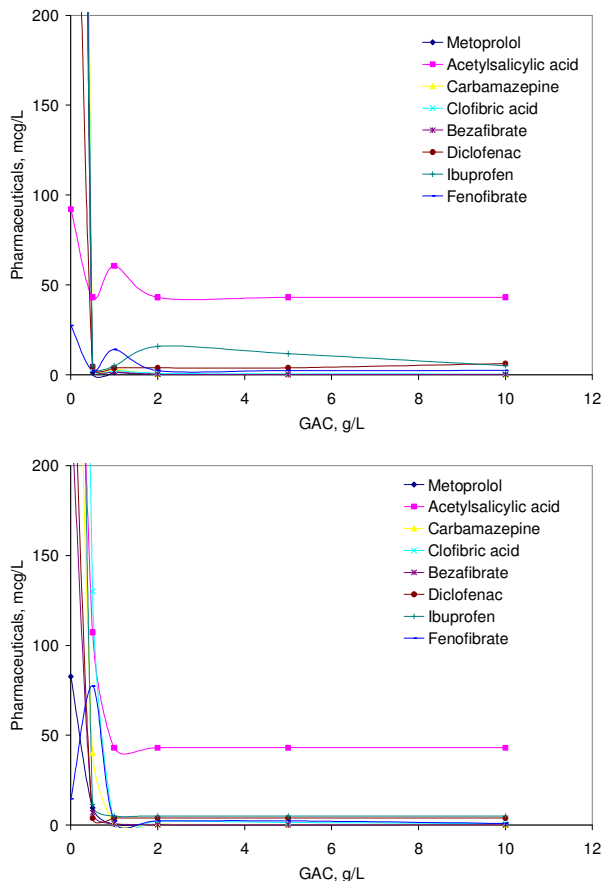 200
150
100
50
0
Pharmaceuticals, mcg/L
Metoprolol
Acetylsalicylic acid
Carbamazepine
Clofibric acid
Bezafibrate
Diclofenac
Ibuprofen
Fenofibrate
0 2 4 6 8 10 12
GAC, g/L
200
150
100
50
0
Pharmaceuticals, mcg/L
Metoprolol
Acetylsalicylic acid
Carbamazepine
Clofibric acid
Bezafibrate
Diclofenac
Ibuprofen
Fenofibrate
0 2 4 6 8 10 12
GAC, g/L